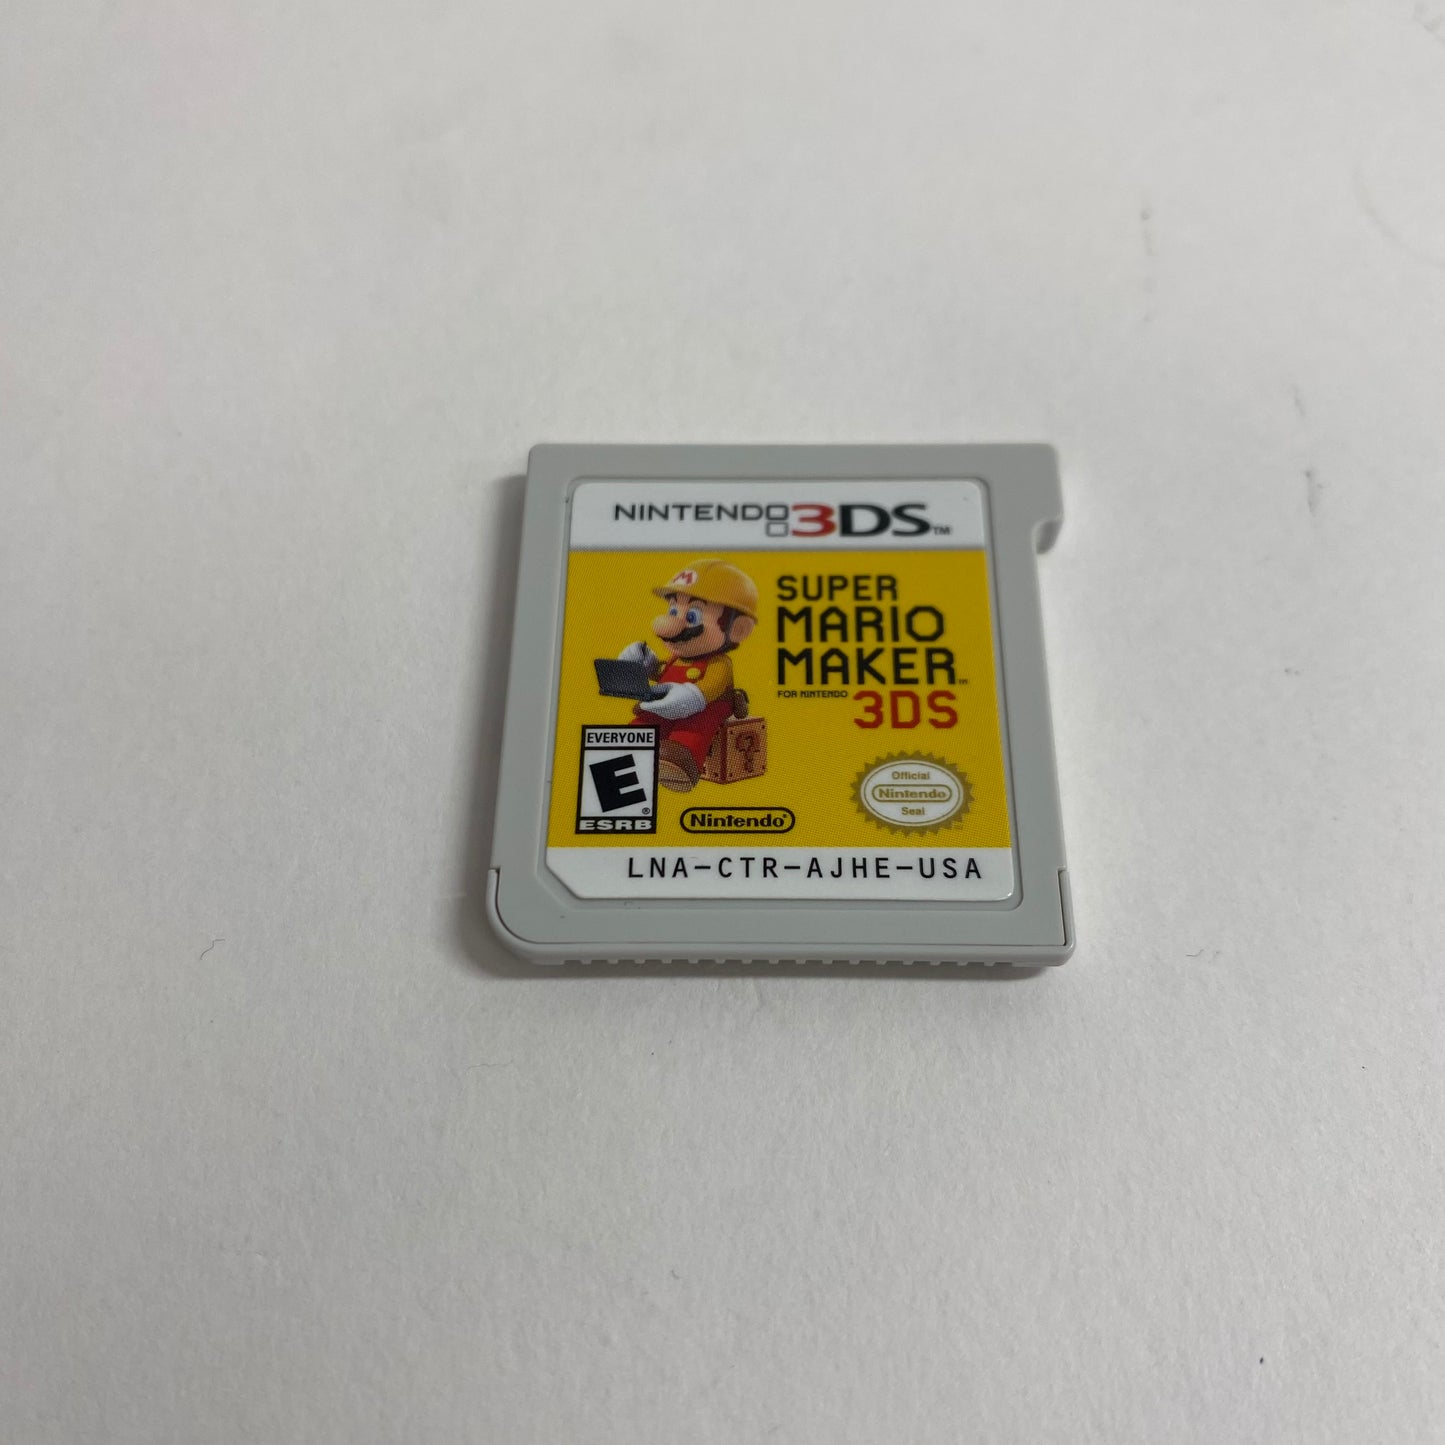 NINTENDO 3DS™
SUPER
MARIO
MAKER™
FOR NINTENDO
3DS
M
?
EVERYONE
E®
ESRB
Nintendo®
Official
Nintendo
Seal
LNA-CTR-AJHE-USA